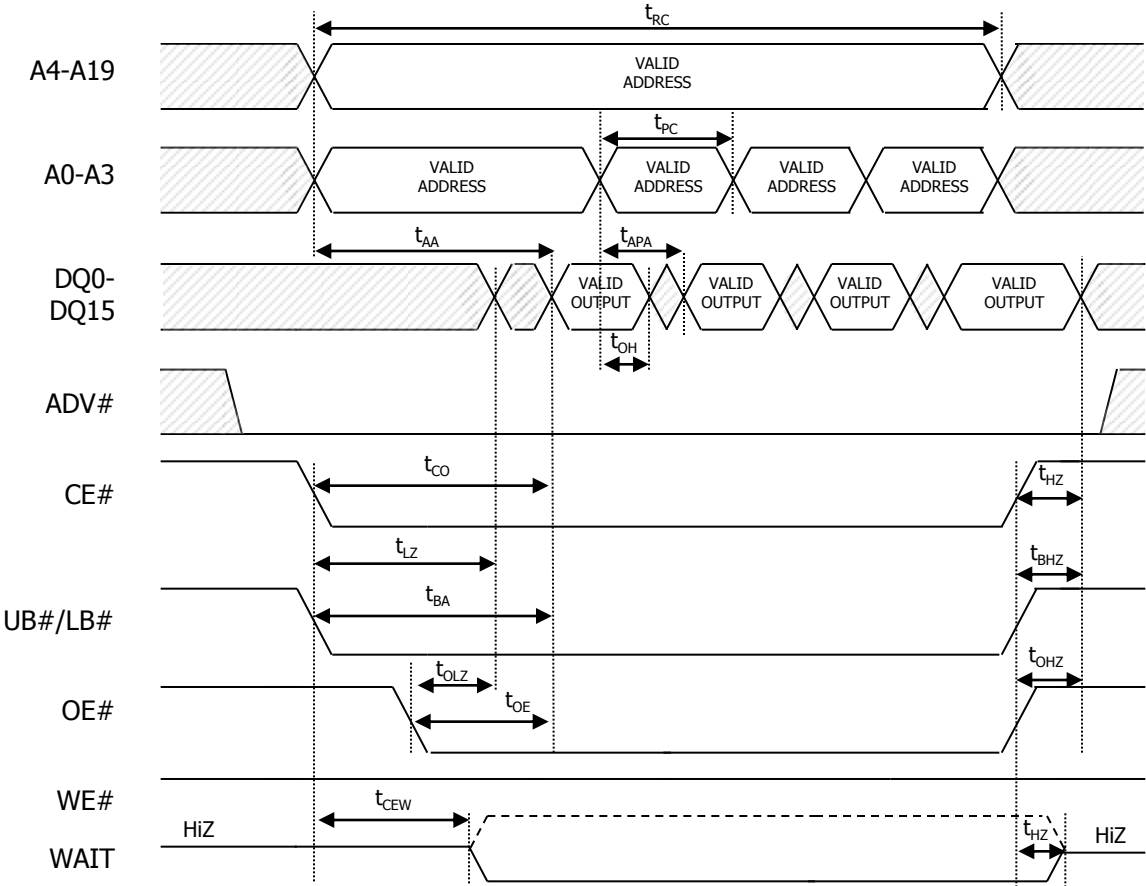 tRC
A4-A19
VALID
ADDRESS
tPC
A0-A3
VALID
ADDRESS
VALID
ADDRESS
VALID
ADDRESS
VALID
ADDRESS
tAA
tAPA
DQ0-
DQ15
VALID
OUTPUT
VALID
OUTPUT
VALID
OUTPUT
VALID
OUTPUT
tOH
ADV#
tCO
CE#
tHZ
tLZ
tBHZ
tBA
UB#/LB#
tOLZ
tOHZ
tOE
OE#
WE#
tCEW
HiZ
tHZ
HiZ
WAIT